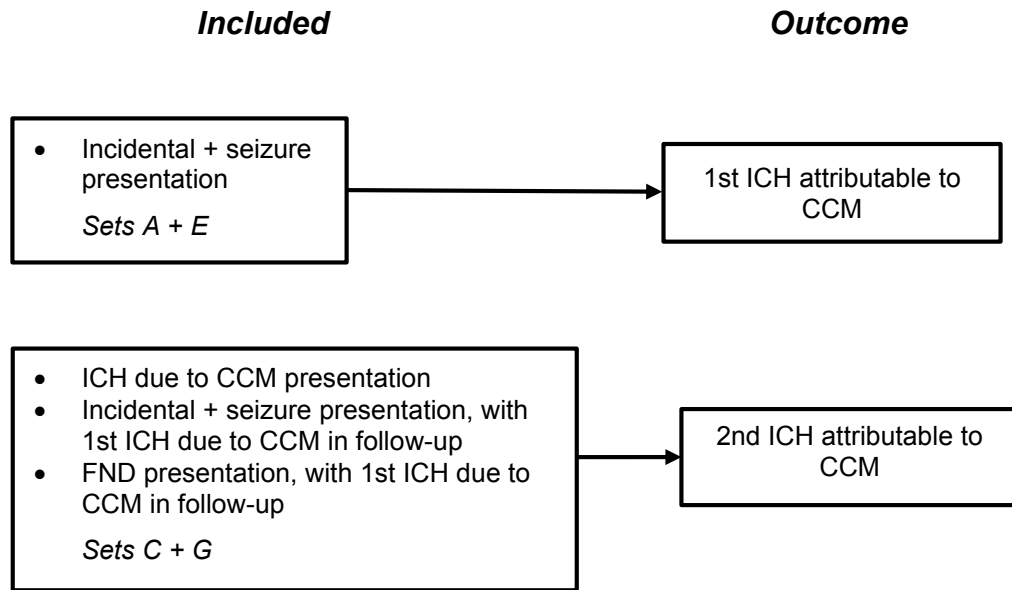 Included
Outcome
• Incidental + seizure
presentation
Sets A + E
1st ICH attributable to
CCM
• ICH due to CCM presentation
• Incidental + seizure presentation, with
1st ICH due to CCM in follow-up
• FND presentation, with 1st ICH due to
CCM in follow-up
Sets C + G
2nd ICH attributable to
CCM